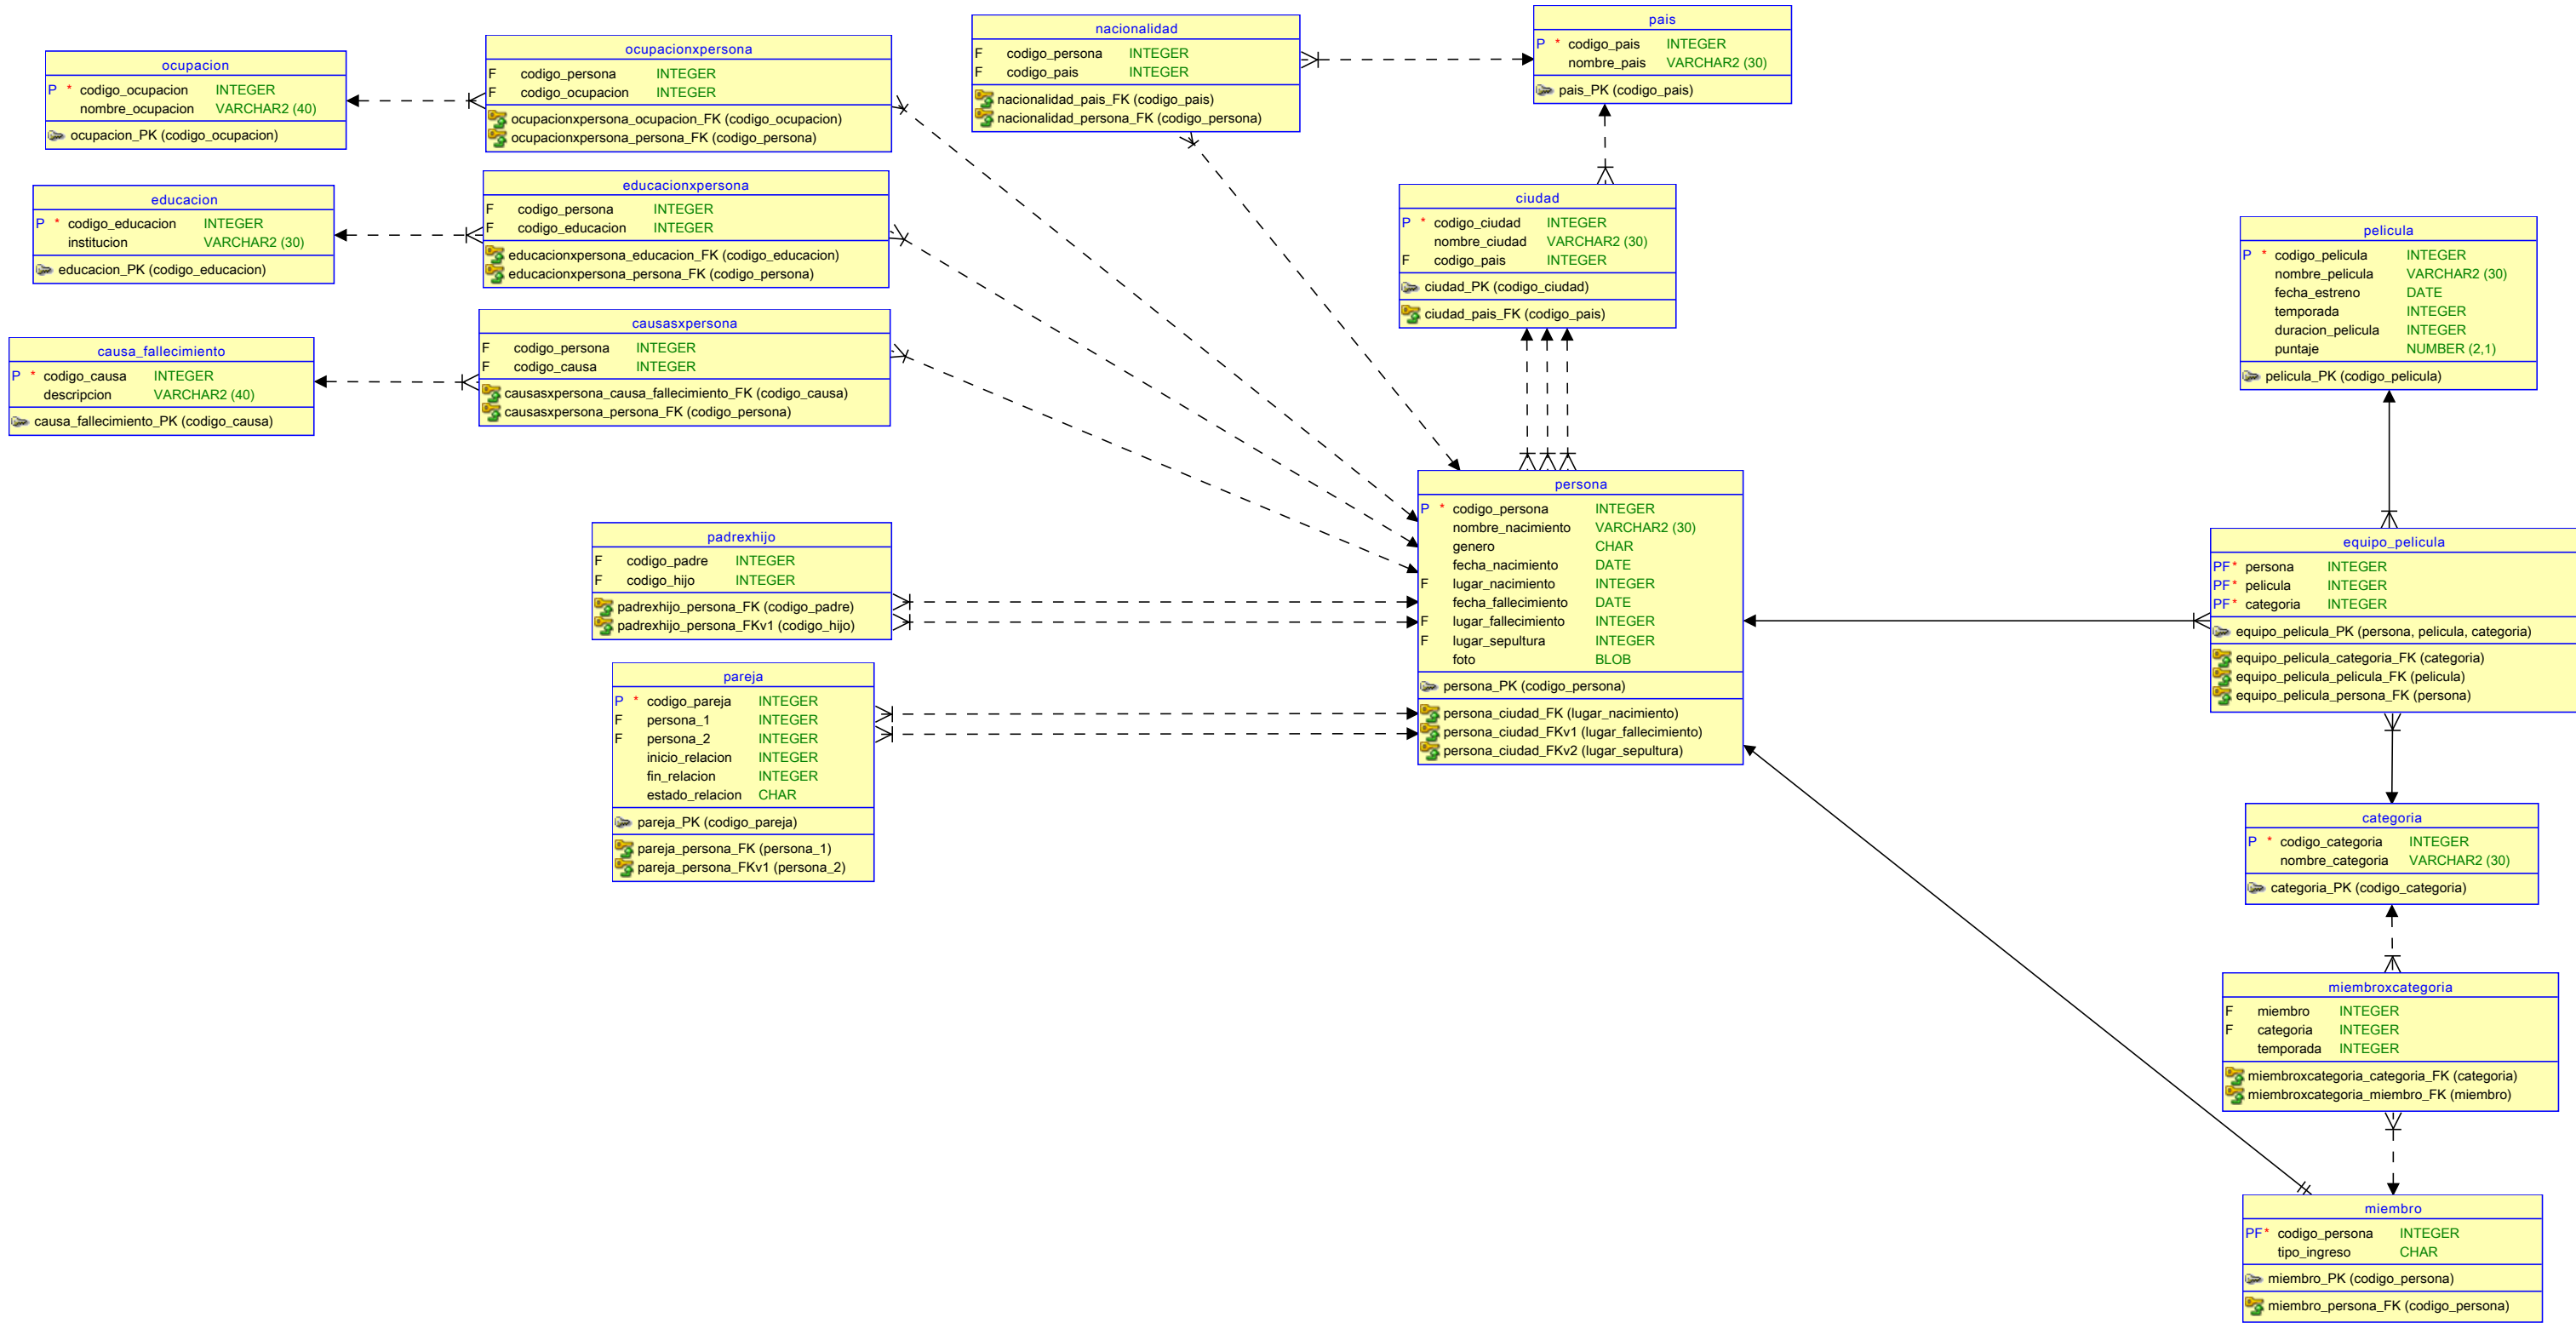 ocupacion
P * codigo_ocupacion INTEGER
nombre_ocupacion VARCHAR2 (40)
ocupacion_PK (codigo_ocupacion)
ocupacionxpersona
F codigo_persona INTEGER
F codigo_ocupacion INTEGER
ocupacionxpersona_ocupacion_FK (codigo_ocupacion)
ocupacionxpersona_persona_FK (codigo_persona)
nacionalidad
F codigo_persona INTEGER
F codigo_pais INTEGER
nacionalidad_pais_FK (codigo_pais)
nacionalidad_persona_FK (codigo_persona)
pais
P * codigo_pais INTEGER
nombre_pais VARCHAR2 (30)
pais_PK (codigo_pais)
educacion
P * codigo_educacion INTEGER
institucion VARCHAR2 (30)
educacion_PK (codigo_educacion)
educacionxpersona
F codigo_persona INTEGER
F codigo_educacion INTEGER
educacionxpersona_educacion_FK (codigo_educacion)
educacionxpersona_persona_FK (codigo_persona)
ciudad
P * codigo_ciudad INTEGER
nombre_ciudad VARCHAR2 (30)
F codigo_pais INTEGER
ciudad_PK (codigo_ciudad)
ciudad_pais_FK (codigo_pais)
pelicula
P * codigo_pelicula INTEGER
nombre_pelicula VARCHAR2 (30)
fecha_estreno DATE
temporada INTEGER
duracion_pelicula INTEGER
puntaje NUMBER (2,1)
pelicula_PK (codigo_pelicula)
causa_fallecimiento
P * codigo_causa INTEGER
descripcion VARCHAR2 (40)
causa_fallecimiento_PK (codigo_causa)
causasxpersona
F codigo_persona INTEGER
F codigo_causa INTEGER
causasxpersona_causa_fallecimiento_FK (codigo_causa)
causasxpersona_persona_FK (codigo_persona)
persona
P * codigo_persona INTEGER
nombre_nacimiento VARCHAR2 (30)
genero CHAR
fecha_nacimiento DATE
F lugar_nacimiento INTEGER
fecha_fallecimiento DATE
F lugar_fallecimiento INTEGER
F lugar_sepultura INTEGER
foto BLOB
persona_PK (codigo_persona)
persona_ciudad_FK (lugar_nacimiento)
persona_ciudad_FKv1 (lugar_fallecimiento)
persona_ciudad_FKv2 (lugar_sepultura)
padrexhijo
F codigo_padre INTEGER
F codigo_hijo INTEGER
padrexhijo_persona_FK (codigo_padre)
padrexhijo_persona_FKv1 (codigo_hijo)
equipo_pelicula
PF* persona INTEGER
PF* pelicula INTEGER
PF* categoria INTEGER
equipo_pelicula_PK (persona, pelicula, categoria)
equipo_pelicula_categoria_FK (categoria)
equipo_pelicula_pelicula_FK (pelicula)
equipo_pelicula_persona_FK (persona)
pareja
P * codigo_pareja INTEGER
F persona_1 INTEGER
F persona_2 INTEGER
inicio_relacion INTEGER
fin_relacion INTEGER
estado_relacion CHAR
pareja_PK (codigo_pareja)
pareja_persona_FK (persona_1)
pareja_persona_FKv1 (persona_2)
categoria
P * codigo_categoria INTEGER
nombre_categoria VARCHAR2 (30)
categoria_PK (codigo_categoria)
miembroxcategoria
F miembro INTEGER
F categoria INTEGER
temporada INTEGER
miembroxcategoria_categoria_FK (categoria)
miembroxcategoria_miembro_FK (miembro)
miembro
PF* codigo_persona INTEGER
tipo_ingreso CHAR
miembro_PK (codigo_persona)
miembro_persona_FK (codigo_persona)